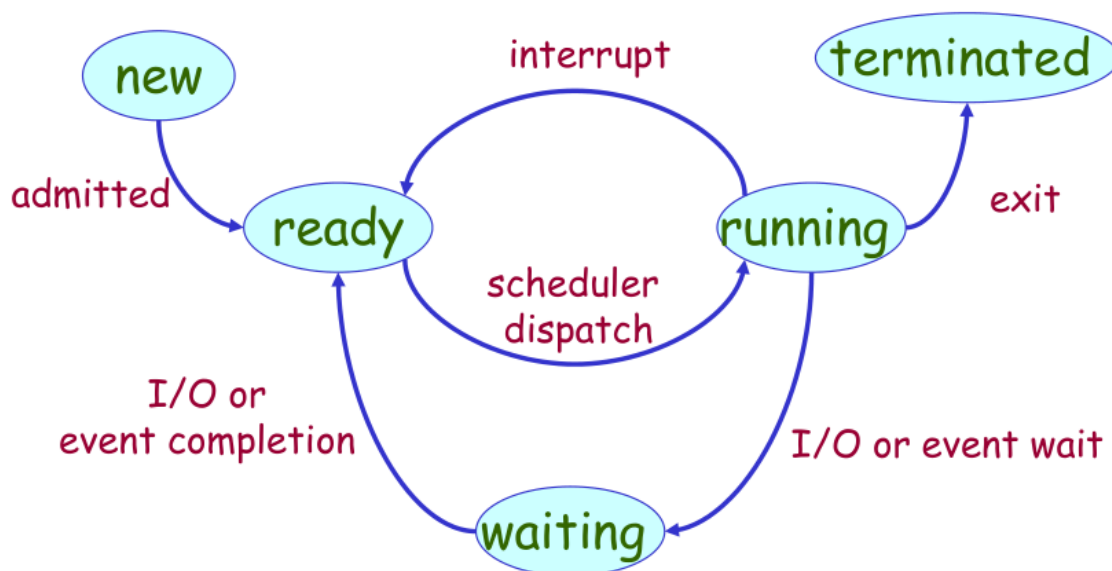 new
interrupt
terminated
admitted
ready
running
exit
scheduler
dispatch
I/O or
event completion
I/O or event wait
waiting